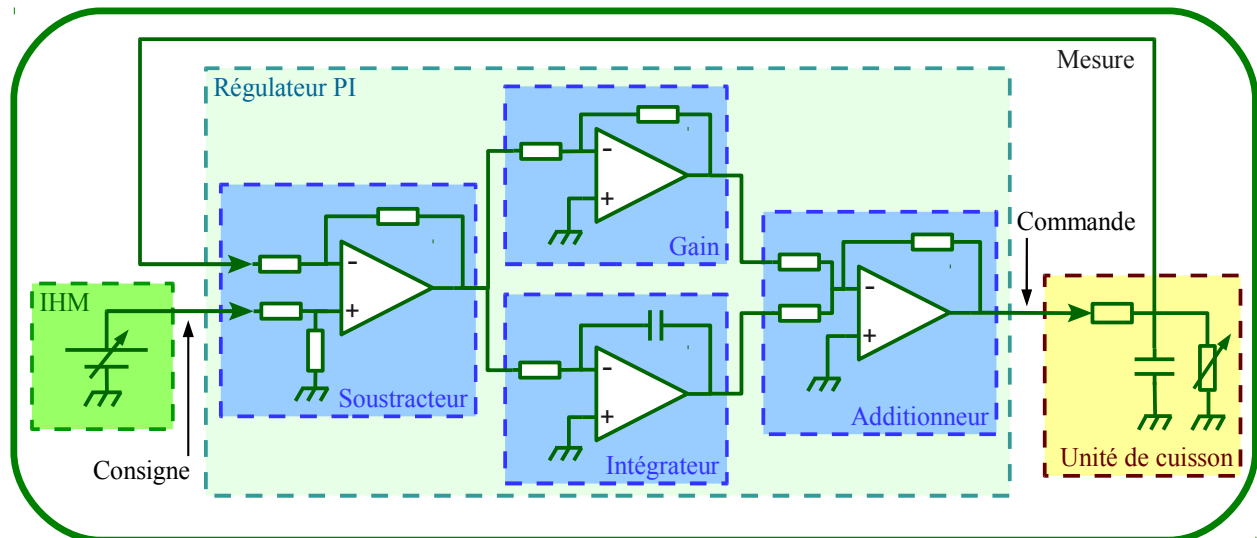 Mesure
Régulateur PI
-
+
Gain
Commande
-
+
Soustracteur
-
+
Additionneur
IHM
-
+
Intégrateur
Consigne
Unité de cuisson